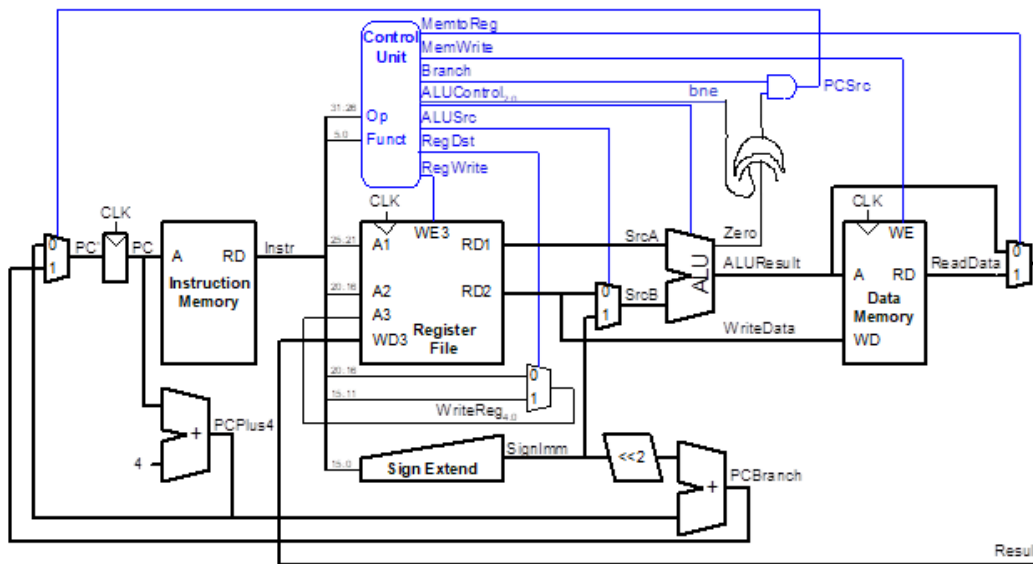 MemtoReg
Control
Unit
MemWrite
Branch
ALUControl2:0
bne
PCSrc
31:26
Op
ALUSrc
5:0
Funct
RegDst
RegWrite
CLK
CLK
CLK
0
1
PC'
PC
A
RD
Instruction
Memory
Instr
25:21
A1
WE3
RD1
SrcA
Zero
WE
0
1
20:16
A2
RD2
0
1
SrcB
ALU
ALUResult
A
RD
ReadData
A3
Data
Memory
WD3
Register
File
WriteData
WD
20:16
0
15:11
1
WriteReg4:0
PCPlus4
+
4
SignImm
15:0
Sign Extend
<<2
+
PCBranch
Resul